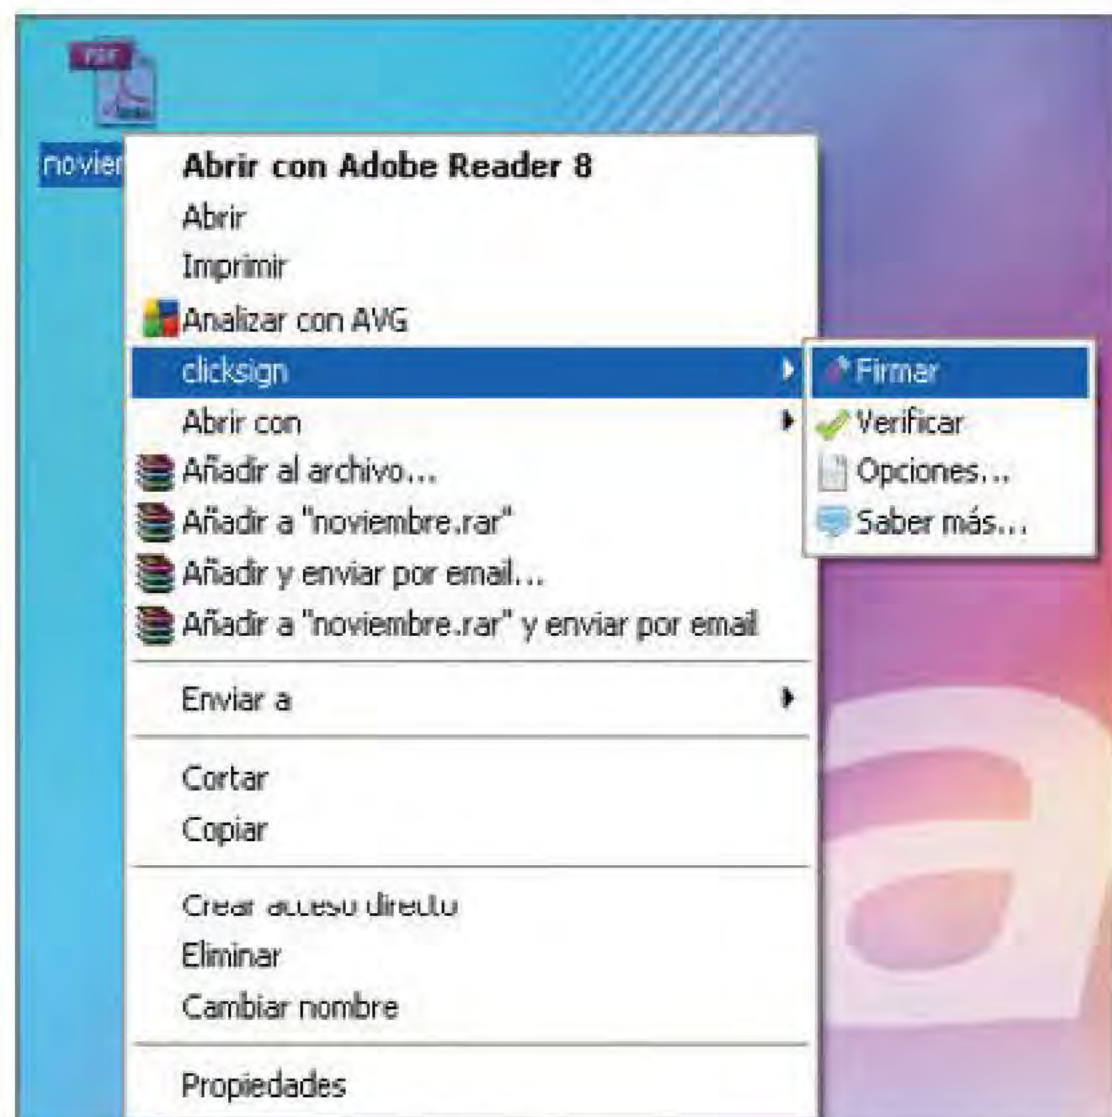 PDF
Adobe
novie
Abrir con Adobe Reader 8
Abrir
Imprimir
Analizar con AVG
clicksign
Abrir con
Añadir al archivo...
Añadir a "noviembre.rar"
Añadir y enviar por email...
Añadir a "noviembre.rar" y enviar por email
Enviar a
Cortar
Copiar
Crear acceso directo
Eliminar
Cambiar nombre
Propiedades
Firmar
Verificar
Opciones...
Saber más...
a